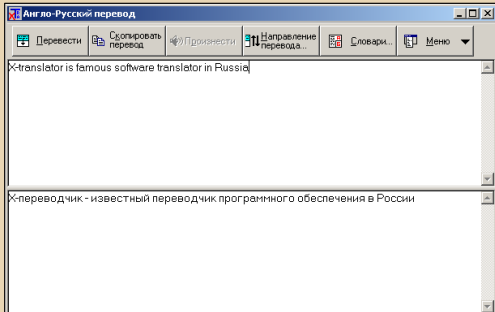 Англо-Русский перевод
Перевести Скопировать перевод Произнести Направление перевода... Словари... Меню
X-translator is famous software translator in Russia
Х-переводчик - известный переводчик программного обеспечения в России